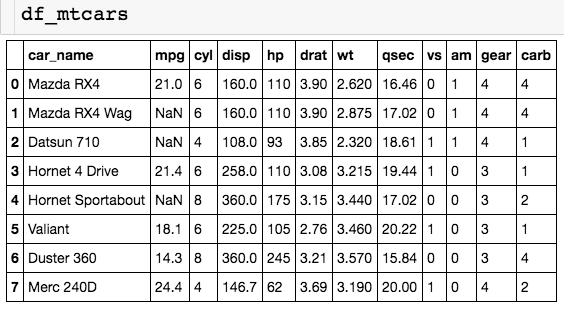 df_mtcars
car_name mpg cyl disp hp drat wt qsec vs am gear carb
0 Mazda RX4 21.0 6 160.0 110 3.90 2.620 16.46 0 1 4 4
1 Mazda RX4 Wag NaN 6 160.0 110 3.90 2.875 17.02 0 1 4 4
2 Datsun 710 NaN 4 108.0 93 3.85 2.320 18.61 1 1 4 1
3 Hornet 4 Drive 21.4 6 258.0 110 3.08 3.215 19.44 1 0 3 1
4 Hornet Sportabout NaN 8 360.0 175 3.15 3.440 17.02 0 0 3 2
5 Valiant 18.1 6 225.0 105 2.76 3.460 20.22 1 0 3 1
6 Duster 360 14.3 8 360.0 245 3.21 3.570 15.84 0 0 3 4
7 Merc 240D 24.4 4 146.7 62 3.69 3.190 20.00 1 0 4 2